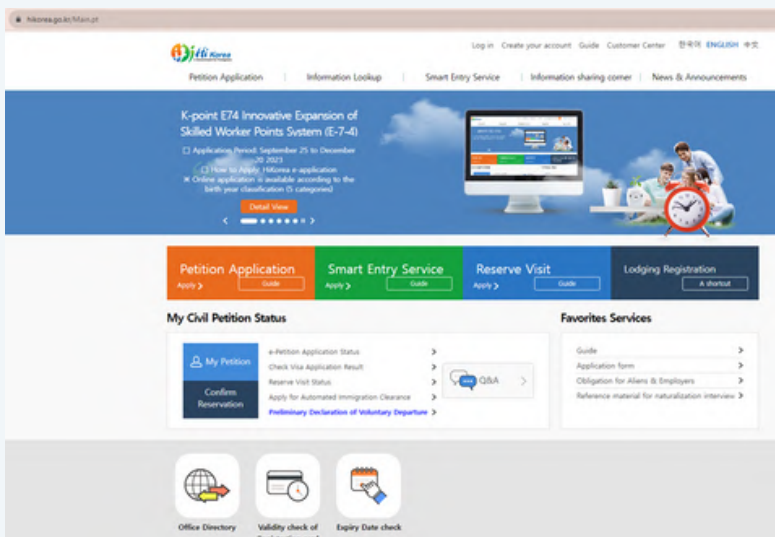 hikorea.go.kr/Main.pt
Hi Korea
Log in Create your account Guide Customer Center 한국어 ENGLISH 中文
Petition Application Information Lookup Smart Entry Service Information sharing corner News & Announcements
K-point E74 Innovative Expansion of
Skilled Worker Points System (E-7-4)
□ Application Period: September 25 to December
20 2023
□ How to Apply: HiKorea e-application
※ Online application is available according to the
birth year classification (5 categories)
Detail View
Petition Application Smart Entry Service Reserve Visit Lodging Registration
Apply Guide Apply Guide Apply Guide A shortcut
My Civil Petition Status Favorites Services
My Petition
Confirm
Reservation
e-Petition Application Status
Check Visa Application Result
Reserve Visit Status
Apply for Automated Immigration Clearance
Preliminary Declaration of Voluntary Departure
Q&A
Guide
Application form
Obligation for Aliens & Employers
Reference material for naturalization interview
Office Directory Validity check of Expiry Date check